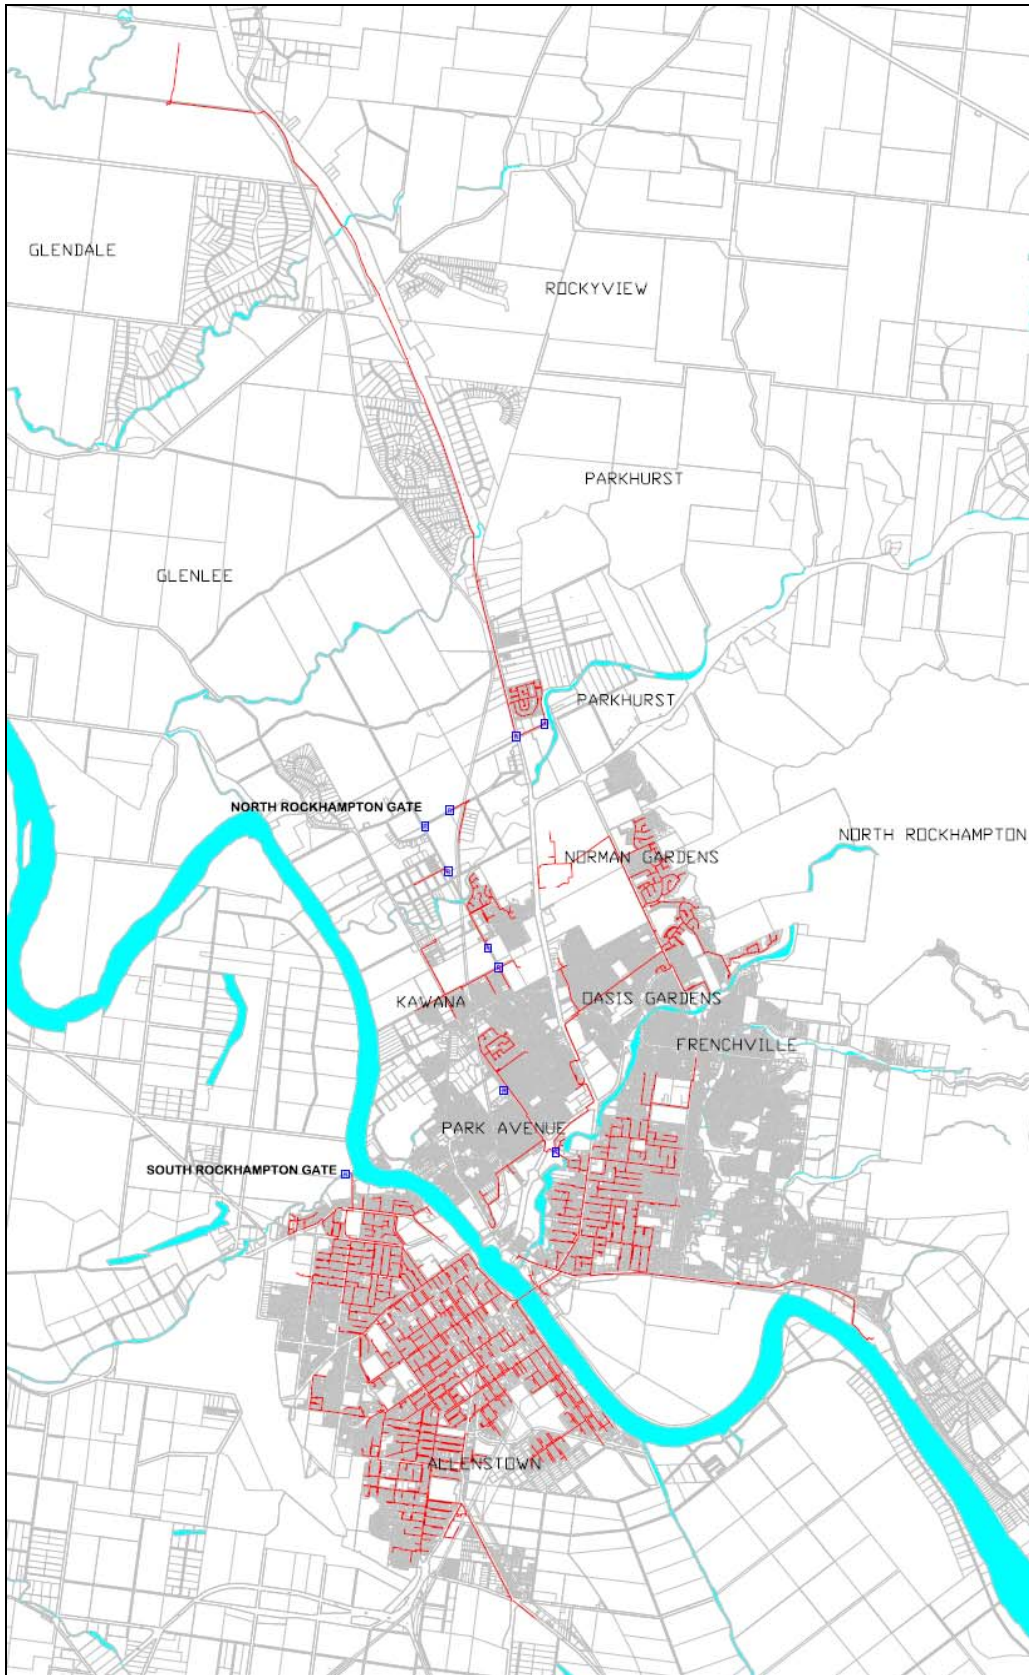 GLENDALE
ROCKYVIEW
PARKHURST
GLENLEE
PARKHURST
NORTH ROCKHAMPTON GATE
NORTH ROCKHAMPTON
NORMAN GARDENS
KAWANA
OASIS GARDENS
FRENCHVILLE
PARK AVENUE
SOUTH ROCKHAMPTON GATE
ALLENSTOWN